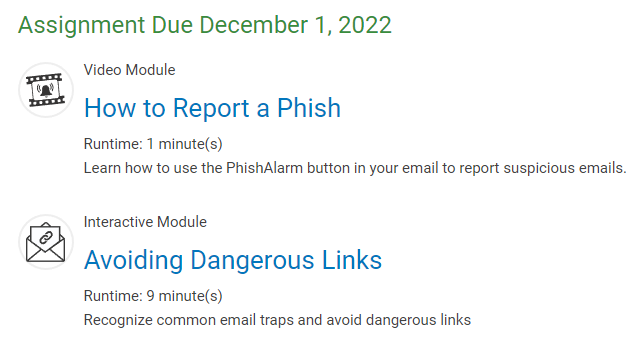 Assignment Due December 1, 2022
Video Module
How to Report a Phish
Runtime: 1 minute(s)
Learn how to use the PhishAlarm button in your email to report suspicious emails.
Interactive Module
Avoiding Dangerous Links
Runtime: 9 minute(s)
Recognize common email traps and avoid dangerous links